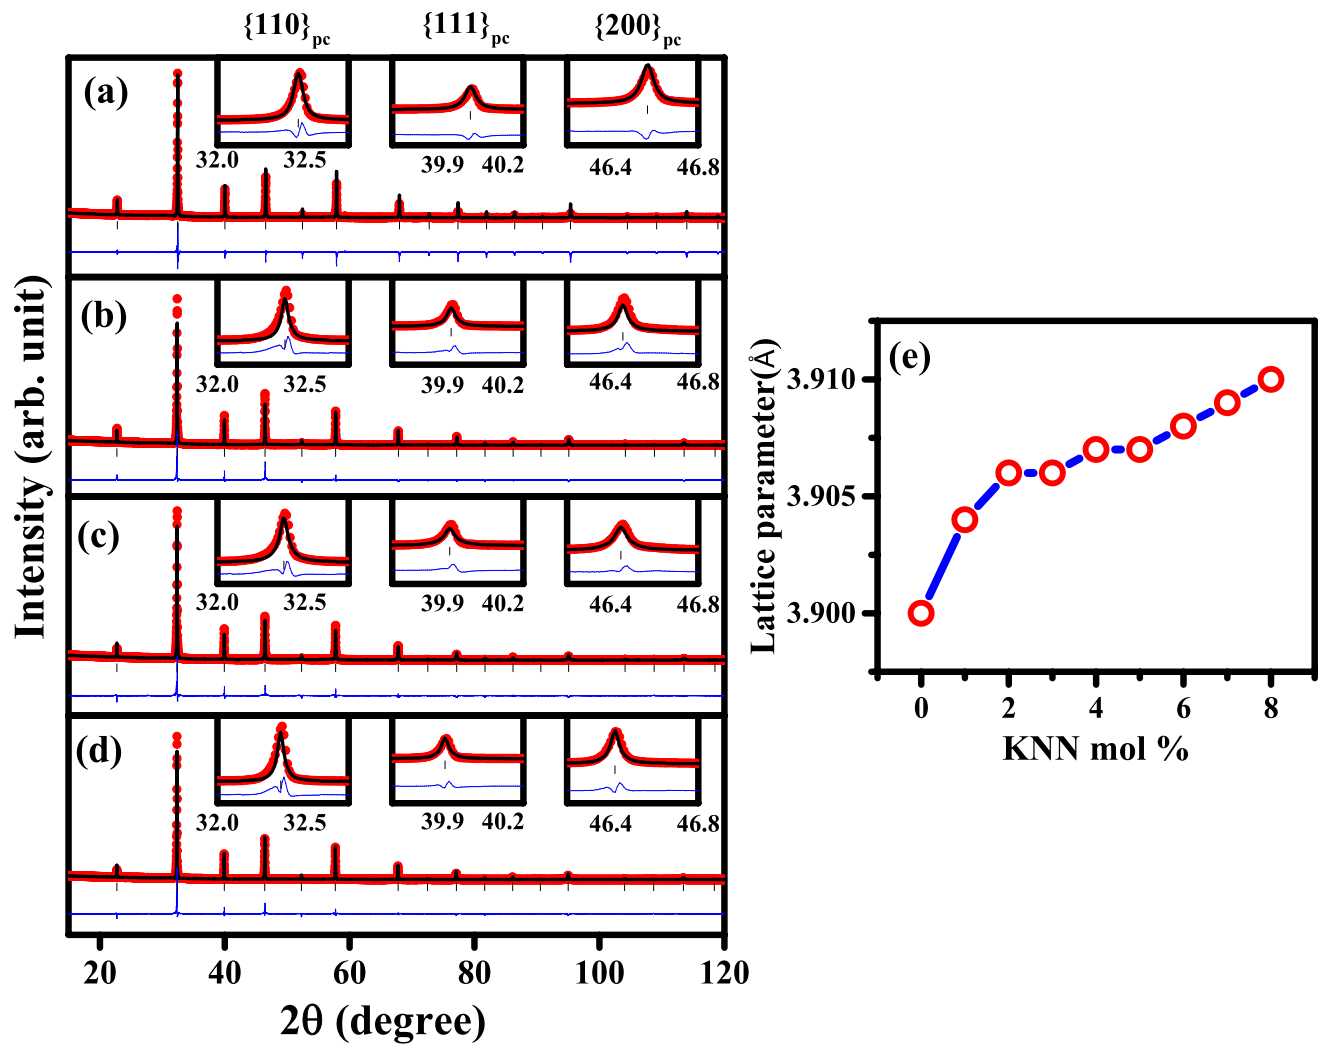 {110}pc {111}pc {200}pc
(a)
32.0 32.5 39.9 40.2 46.4 46.8
(b)
32.0 32.5 39.9 40.2 46.4 46.8
(c)
32.0 32.5 39.9 40.2 46.4 46.8
(d)
32.0 32.5 39.9 40.2 46.4 46.8
Intensity (arb. unit)
20 40 60 80 100 120
2θ (degree)
(e)
Lattice parameter(Å)
3.910
3.905
3.900
0 2 4 6 8
KNN mol %